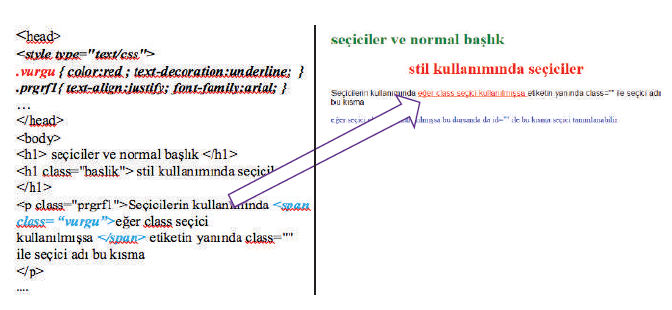 <head>
<style type="text/css">
.vurgu { color:red ; text-decoration:underline; }
.prgrf1{ text-align:justify; font-family:arial; }
...
</head>
<body>
<h1> seçiciler ve normal başlık </h1>
<h1 class="baslik"> stil kullanımında seçicil
</h1>
<p class="prgrf1">Seçicilerin kullanımında <span
class= “vurgu”>eğer class seçici
kullanılmışsa </span> etiketin yanında class=""
ile seçici adı bu kısma
</p>
....
seçiciler ve normal başlık
stil kullanımında seçiciler
Seçicilerin kullanımında eğer class seçici kullanılmışsa etiketin yanında class="" ile seçici adı
bu kısma
eğer seçici kullanılmışsa bu durumda da id="" ile bu kısma seçici tanımlanabilir.